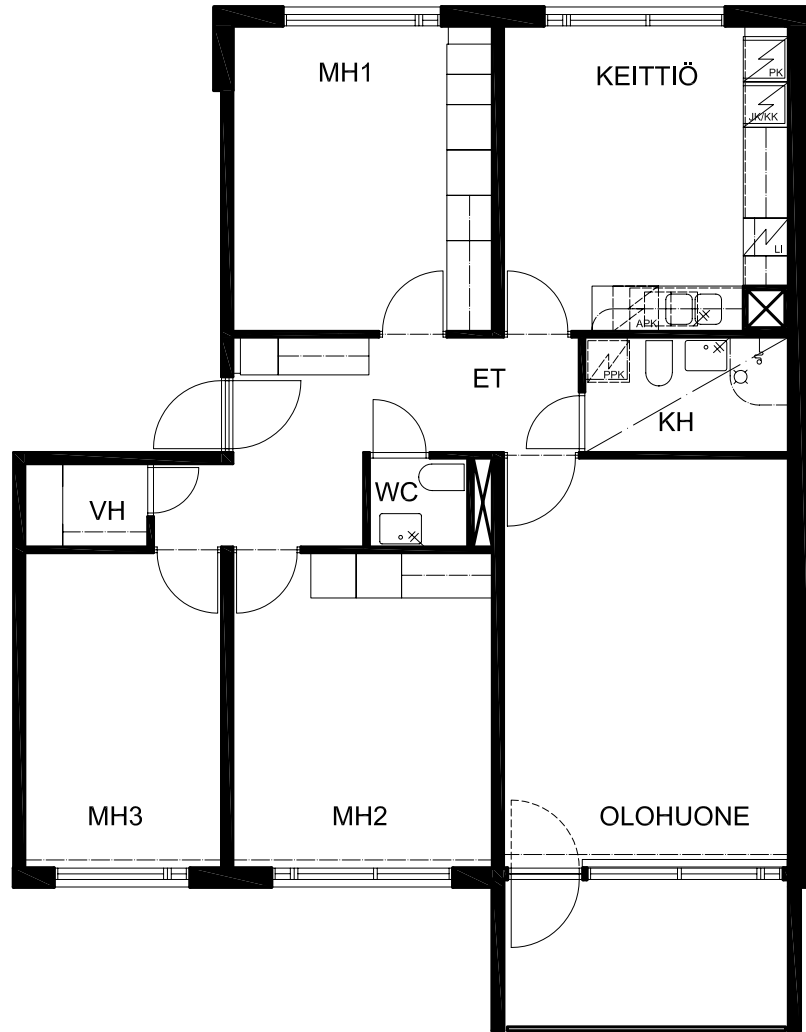 MH1
KEITTIÖ
PK
JK/KK
LI
APK
ET
PPK
KH
WC
VH
MH3
MH2
OLOHUONE